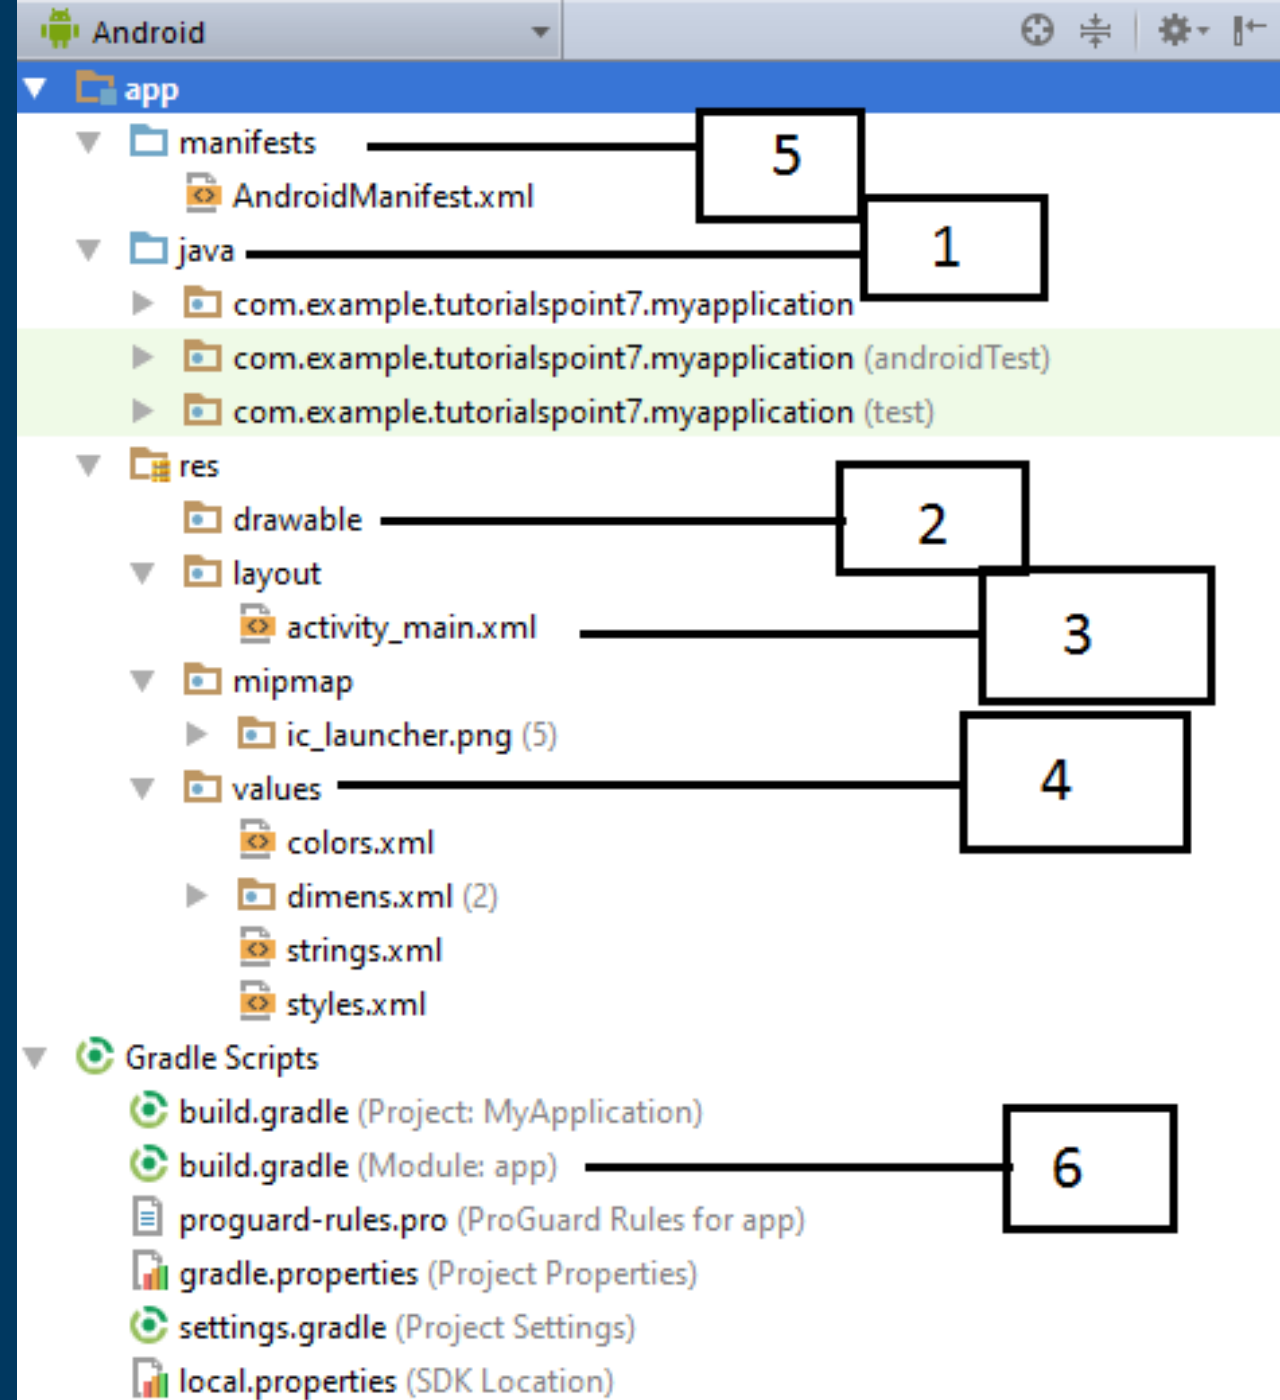 Android
app
manifests
5
AndroidManifest.xml
java
1
com.example.tutorialspoint7.myapplication
com.example.tutorialspoint7.myapplication (androidTest)
com.example.tutorialspoint7.myapplication (test)
res
drawable
2
layout
activity_main.xml
3
mipmap
ic_launcher.png (5)
values
4
colors.xml
dimens.xml (2)
strings.xml
styles.xml
Gradle Scripts
build.gradle (Project: MyApplication)
build.gradle (Module: app)
6
proguard-rules.pro (ProGuard Rules for app)
gradle.properties (Project Properties)
settings.gradle (Project Settings)
local.properties (SDK Location)